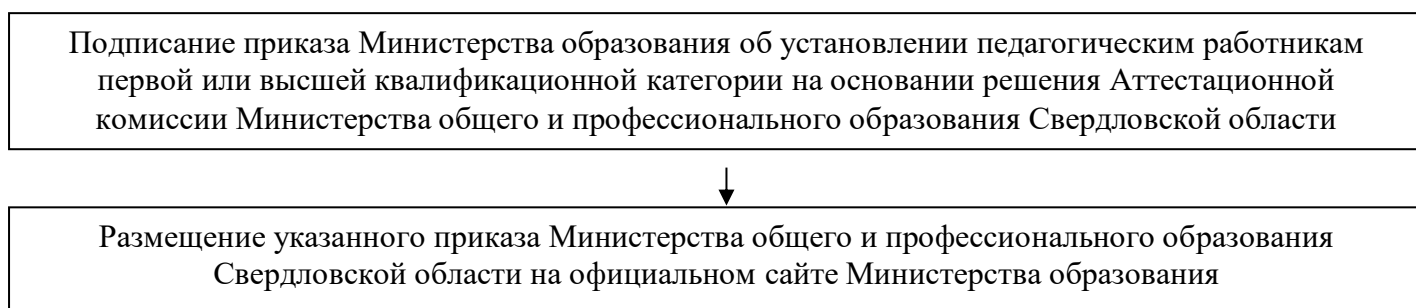 Подписание приказа Министерства образования об установлении педагогическим работникам
первой или высшей квалификационной категории на основании решения Аттестационной
комиссии Министерства общего и профессионального образования Свердловской области
Размещение указанного приказа Министерства общего и профессионального образования
Свердловской области на официальном сайте Министерства образования